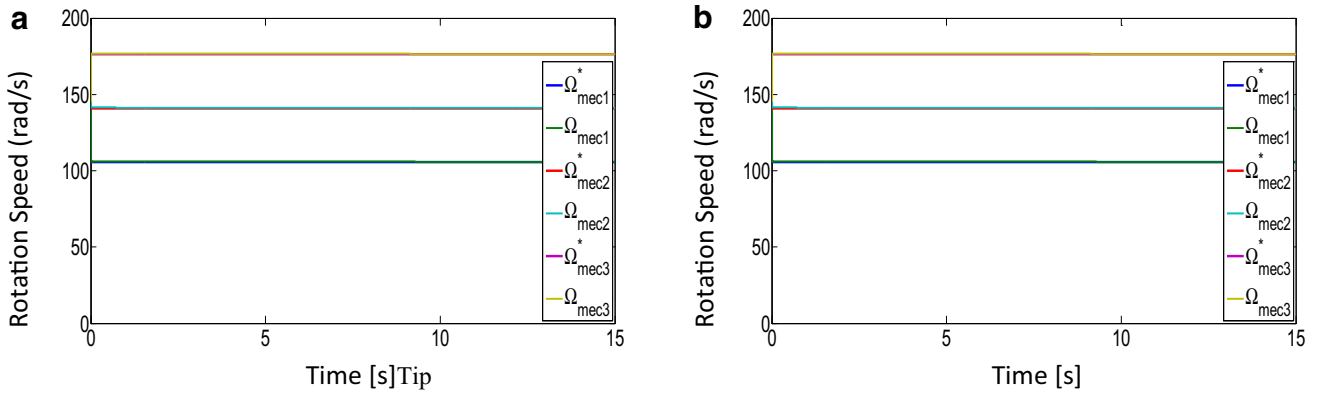 a
200
150
100
50
0
0
5
10
15
Rotation Speed (rad/s)
Time [s]Tip
Ω*mec1
Ωmec1
Ω*mec2
Ωmec2
Ω*mec3
Ωmec3
b
200
150
100
50
0
0
5
10
15
Rotation Speed (rad/s)
Time [s]
Ω*mec1
Ωmec1
Ω*mec2
Ωmec2
Ω*mec3
Ωmec3